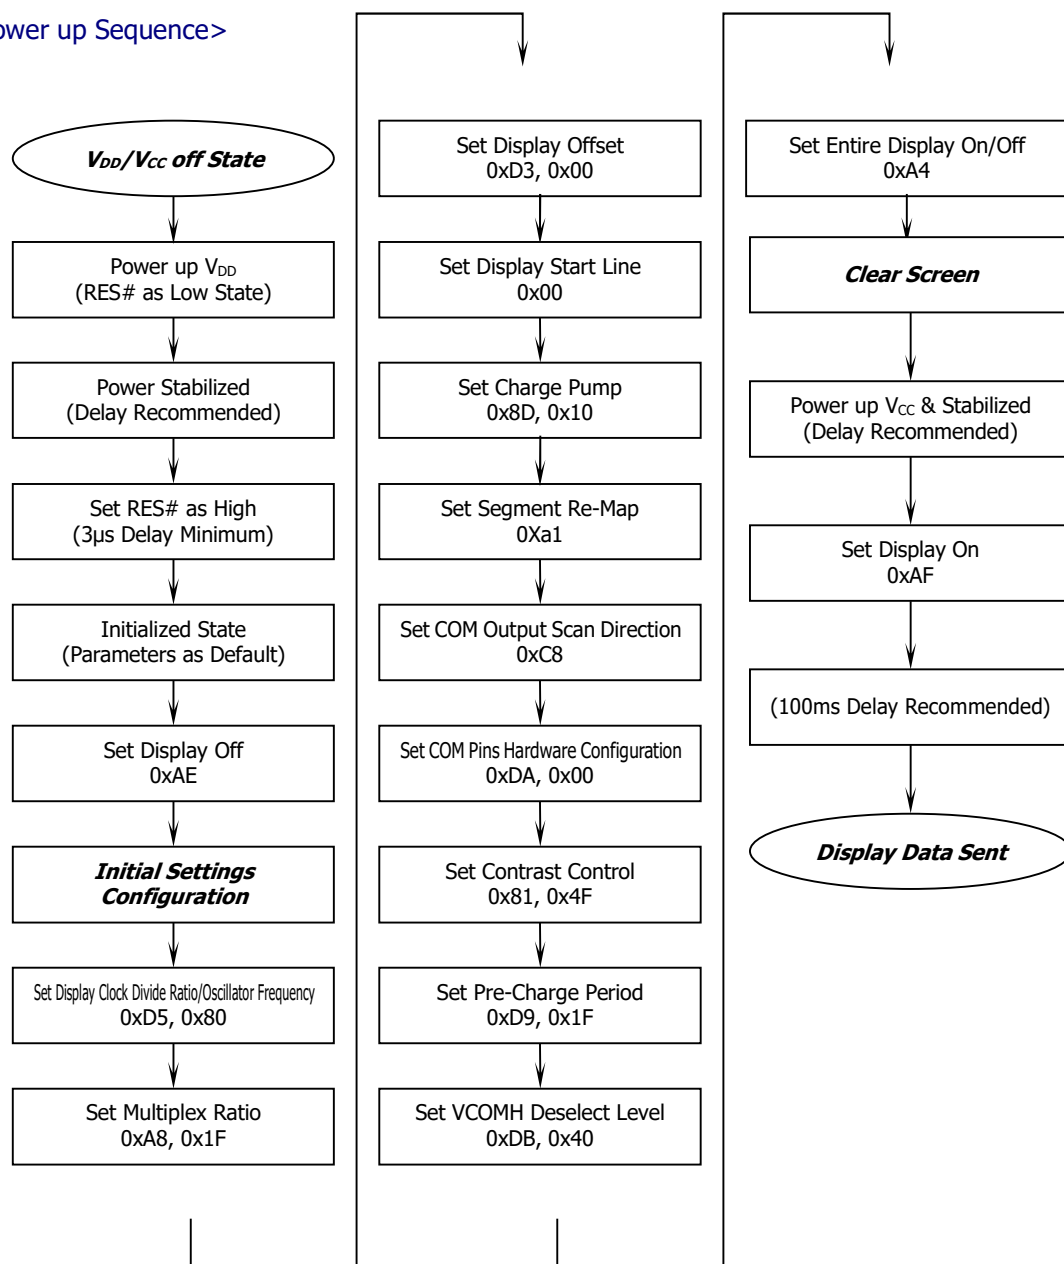 ower up Sequence>
VDD/VCC off State
Power up VDD
(RES# as Low State)
Power Stabilized
(Delay Recommended)
Set RES# as High
(3µs Delay Minimum)
Initialized State
(Parameters as Default)
Set Display Off
0xAE
Initial Settings
Configuration
Set Display Clock Divide Ratio/Oscillator Frequency
0xD5, 0x80
Set Multiplex Ratio
0xA8, 0x1F
Set Display Offset
0xD3, 0x00
Set Display Start Line
0x00
Set Charge Pump
0x8D, 0x10
Set Segment Re-Map
0Xa1
Set COM Output Scan Direction
0xC8
Set COM Pins Hardware Configuration
0xDA, 0x00
Set Contrast Control
0x81, 0x4F
Set Pre-Charge Period
0xD9, 0x1F
Set VCOMH Deselect Level
0xDB, 0x40
Set Entire Display On/Off
0xA4
Clear Screen
Power up VCC & Stabilized
(Delay Recommended)
Set Display On
0xAF
(100ms Delay Recommended)
Display Data Sent